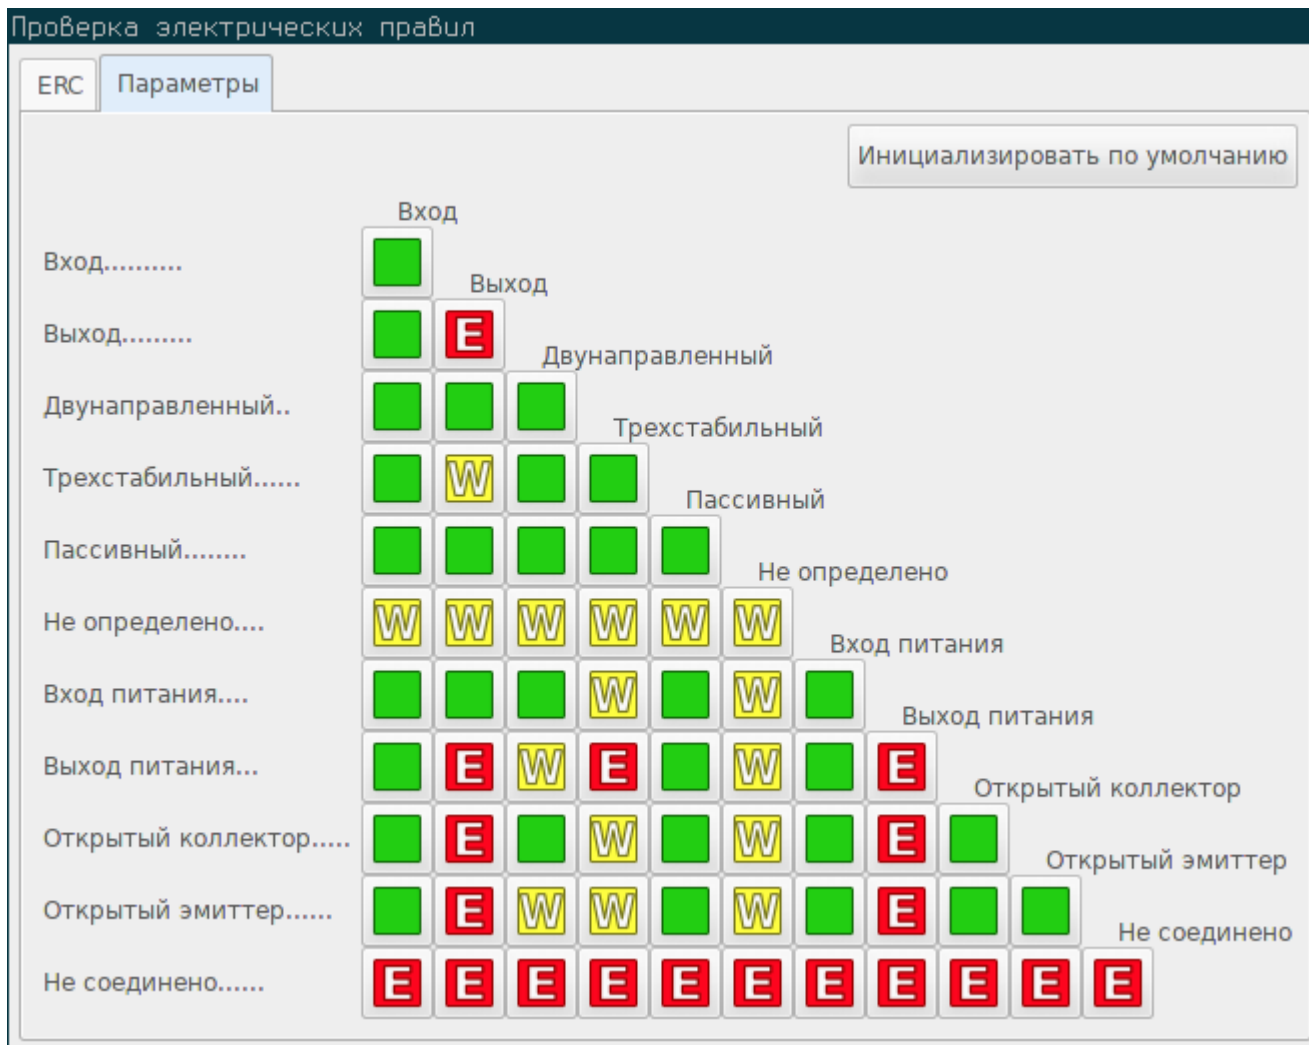 Проверка электрических правил
ERC Параметры
Инициализировать по умолчанию
Вход
Вход..........
Выход
Выход......... E
Двунаправленный
Двунаправленный..
Трехстабильный
Трехстабильный...... W
Пассивный
Пассивный........
Не определено
Не определено.... W W W W W W
Вход питания
Вход питания.... W W
Выход питания
Выход питания... E W E W E
Открытый коллектор
Открытый коллектор..... E W W E
Открытый эмиттер
Открытый эмиттер...... E W W W E
Не соединено
Не соединено...... E E E E E E E E E E E